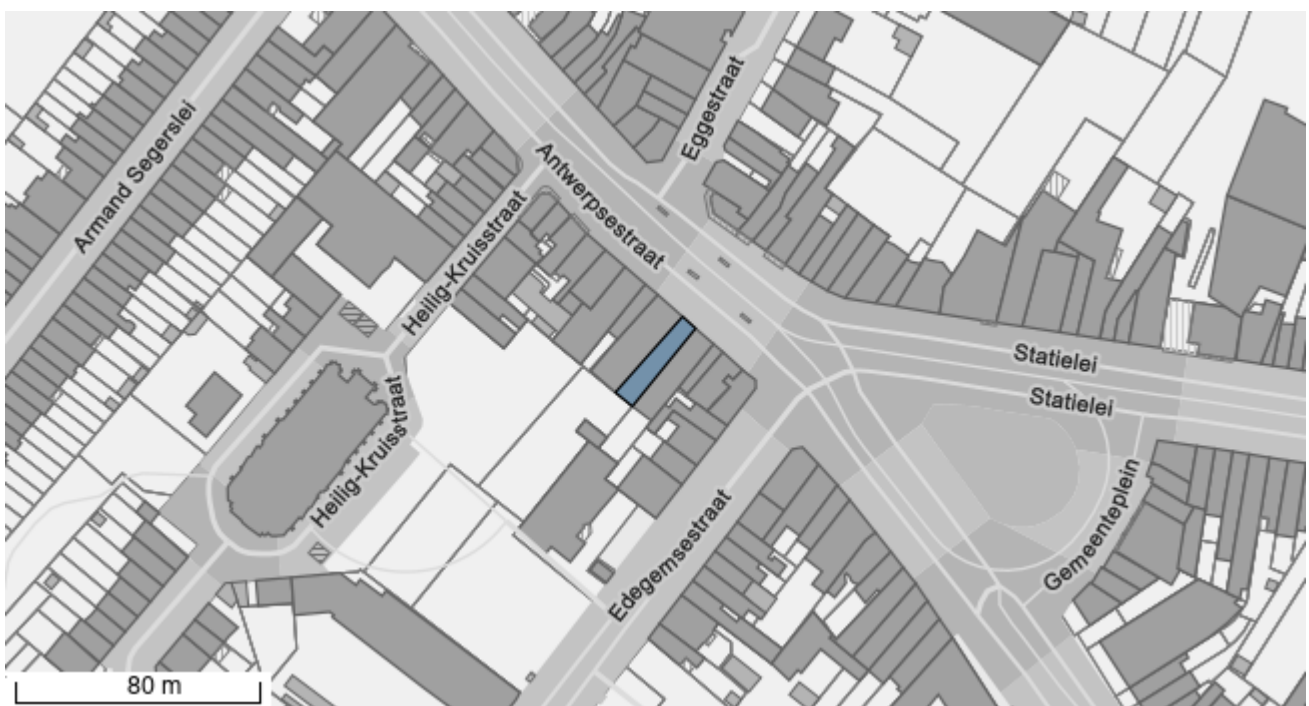 Armand Segerslei
Eggestraat
Antwerpsestraat
Heilig-Kruisstraat
Statielei
Statielei
Heilig-Kruisstraat
Gemeenteplein
Edegemsestraat
80 m